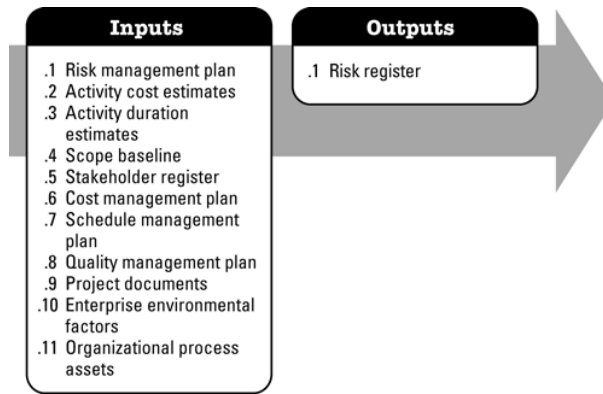 Inputs
.1 Risk management plan
.2 Activity cost estimates
.3 Activity duration
estimates
.4 Scope baseline
.5 Stakeholder register
.6 Cost management plan
.7 Schedule management
plan
.8 Quality management plan
.9 Project documents
.10 Enterprise environmental
factors
.11 Organizational process
assets
Outputs
.1 Risk register